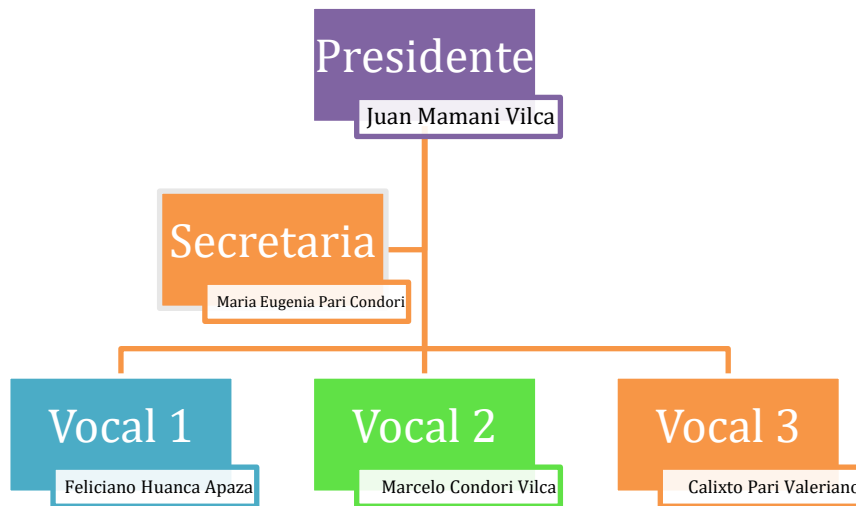 Presidente
Juan Mamani Vilca
Secretaria
Maria Eugenia Pari Condori
Vocal 1
Feliciano Huanca Apaza
Vocal 2
Marcelo Condori Vilca
Vocal 3
Calixto Pari Valeriano